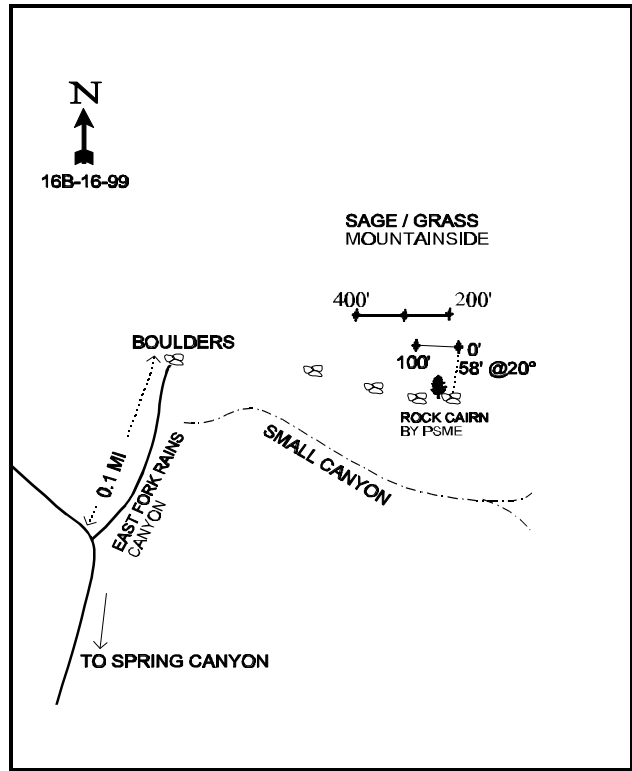 N
16B-16-99
SAGE / GRASS
MOUNTAINSIDE
400'
200'
BOULDERS
100'
0'
58' @20°
ROCK CAIRN
BY PSME
SMALL CANYON
0.1 MI
EAST FORK RAINS
CANYON
TO SPRING CANYON